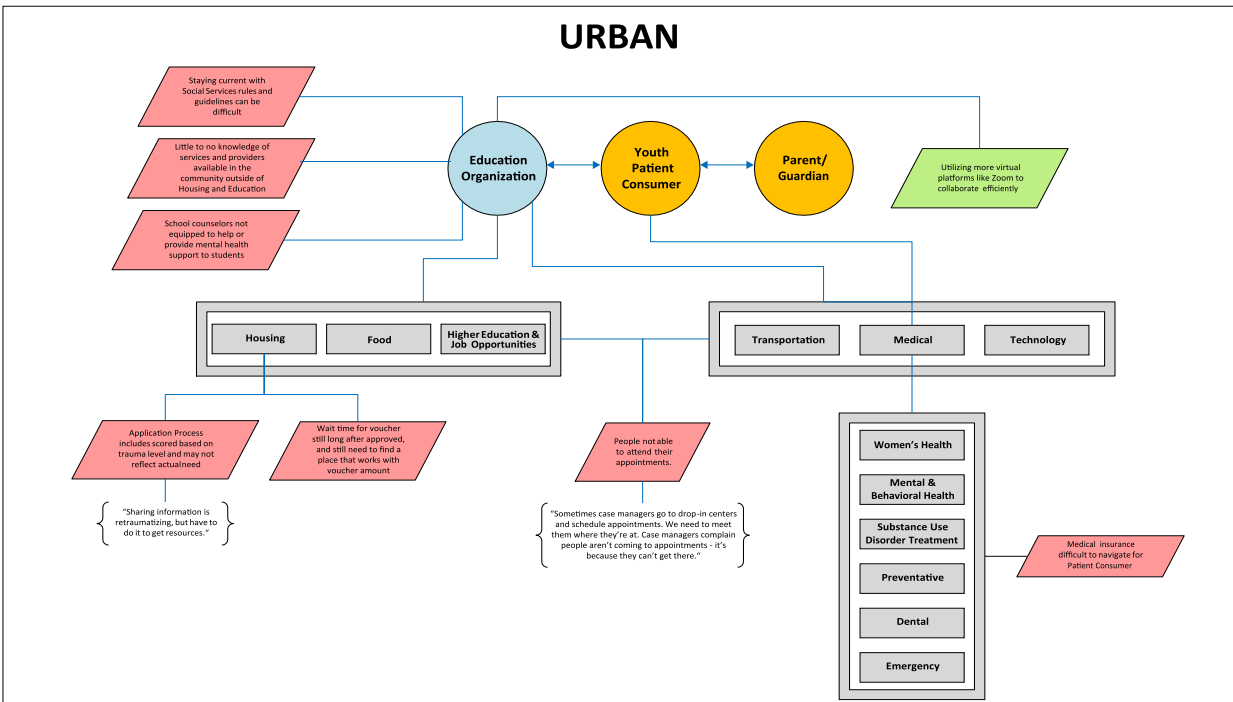 URBAN
Staying current with
Social Services rules and
guidelines can be
difficult
Little to no knowledge of
services and providers
available in the
community outside of
Housing and Education
School counselors not
equipped to help or
provide mental health
support to students
Education
Organization
Youth
Patient
Consumer
Parent/
Guardian
Utilizing more virtual
platforms like Zoom to
collaborate efficiently
Housing
Food
Higher Education &
Job Opportunities
Transportation
Medical
Technology
Application Process
includes scored based on
trauma level and may not
reflect actualneed
Wait time for voucher
still long after approved,
and still need to find a
place that works with
voucher amount
People not able
to attend their
appointments.
"Sharing information is
retraumatizing, but have to
do it to get resources."
"Sometimes case managers go to drop-in centers
and schedule appointments. We need to meet
them where they're at. Case managers complain
people aren't coming to appointments - it's
because they can't get there."
Women's Health
Mental &
Behavioral Health
Substance Use
Disorder Treatment
Preventative
Dental
Emergency
Medical insurance
difficult to navigate for
Patient Consumer